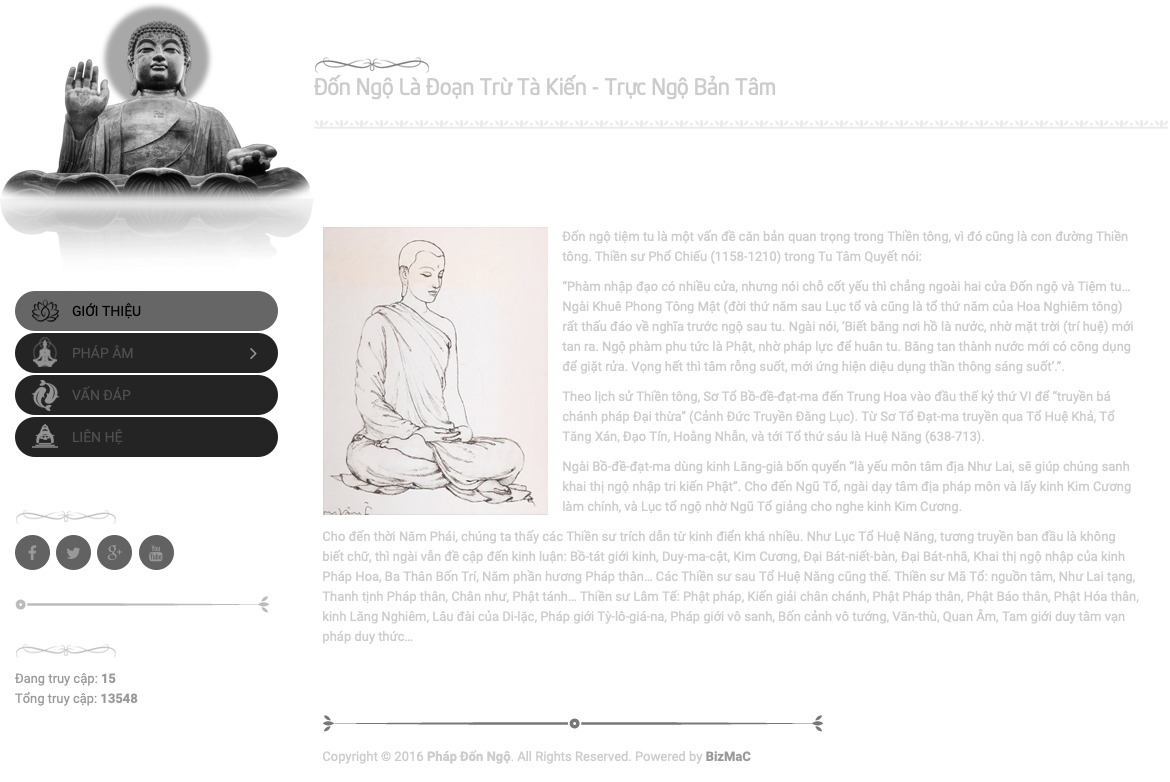 Đốn Ngộ Là Đoạn Trừ Tà Kiến - Trực Ngộ Bản Tâm
GIỚI THIỆU
PHÁP ÂM
VẤN ĐÁP
LIÊN HỆ
You
Tube
Đang truy cập: 15
Tổng truy cập: 13548
Đốn ngộ tiệm tu là một vấn đề căn bản quan trọng trong Thiền tông, vì đó cũng là con đường Thiền
tông. Thiền sư Phổ Chiếu (1158-1210) trong Tu Tâm Quyết nói:
“Phàm nhập đạo có nhiều cửa, nhưng nói chỗ cốt yếu thì chẳng ngoài hai cửa Đốn ngộ và Tiệm tu…
Ngài Khuê Phong Tông Mật (đời thứ năm sau Lục tổ và cũng là tổ thứ năm của Hoa Nghiêm tông)
rất thấu đáo về nghĩa trước ngộ sau tu. Ngài nói, ‘Biết băng nơi hồ là nước, nhờ mặt trời (trí huệ) mới
tan ra. Ngộ phàm phu tức là Phật, nhờ pháp lực để huân tu. Băng tan thành nước mới có công dụng
để giặt rửa. Vọng hết thì tâm rỗng suốt, mới ứng hiện diệu dụng thần thông sáng suốt’.”.
Theo lịch sử Thiền tông, Sơ Tổ Bồ-đề-đạt-ma đến Trung Hoa vào đầu thế kỷ thứ VI để “truyền bá
chánh pháp Đại thừa” (Cảnh Đức Truyền Đăng Lục). Từ Sơ Tổ Đạt-ma truyền qua Tổ Huệ Khả, Tổ
Tăng Xán, Đạo Tín, Hoằng Nhẫn, và tới Tổ thứ sáu là Huệ Năng (638-713).
Ngài Bồ-đề-đạt-ma dùng kinh Lăng-già bốn quyển “là yếu môn tâm địa Như Lai, sẽ giúp chúng sanh
khai thị ngộ nhập tri kiến Phật”. Cho đến Ngũ Tổ, ngài dạy tâm địa pháp môn và lấy kinh Kim Cương
làm chính, và Lục tổ ngộ nhờ Ngũ Tổ giảng cho nghe kinh Kim Cương.
Cho đến thời Năm Phái, chúng ta thấy các Thiền sư trích dẫn từ kinh điển khá nhiều. Như Lục Tổ Huệ Năng, tương truyền ban đầu là không
biết chữ, thì ngài vẫn đề cập đến kinh luận: Bồ-tát giới kinh, Duy-ma-cật, Kim Cương, Đại Bát-niết-bàn, Đại Bát-nhã, Khai thị ngộ nhập của kinh
Pháp Hoa, Ba Thân Bốn Trí, Năm phần hương Pháp thân… Các Thiền sư sau Tổ Huệ Năng cũng thế. Thiền sư Mã Tổ: nguồn tâm, Như Lai tạng,
Thanh tịnh Pháp thân, Chân như, Phật tánh… Thiền sư Lâm Tế: Phật pháp, Kiến giải chân chánh, Phật Pháp thân, Phật Báo thân, Phật Hóa thân,
kinh Lăng Nghiêm, Lâu đài của Di-lặc, Pháp giới Tỳ-lô-giá-na, Pháp giới vô sanh, Bốn cảnh vô tướng, Văn-thù, Quan Âm, Tam giới duy tâm vạn
pháp duy thức…
Copyright © 2016 Pháp Đốn Ngộ. All Rights Reserved. Powered by BizMaC